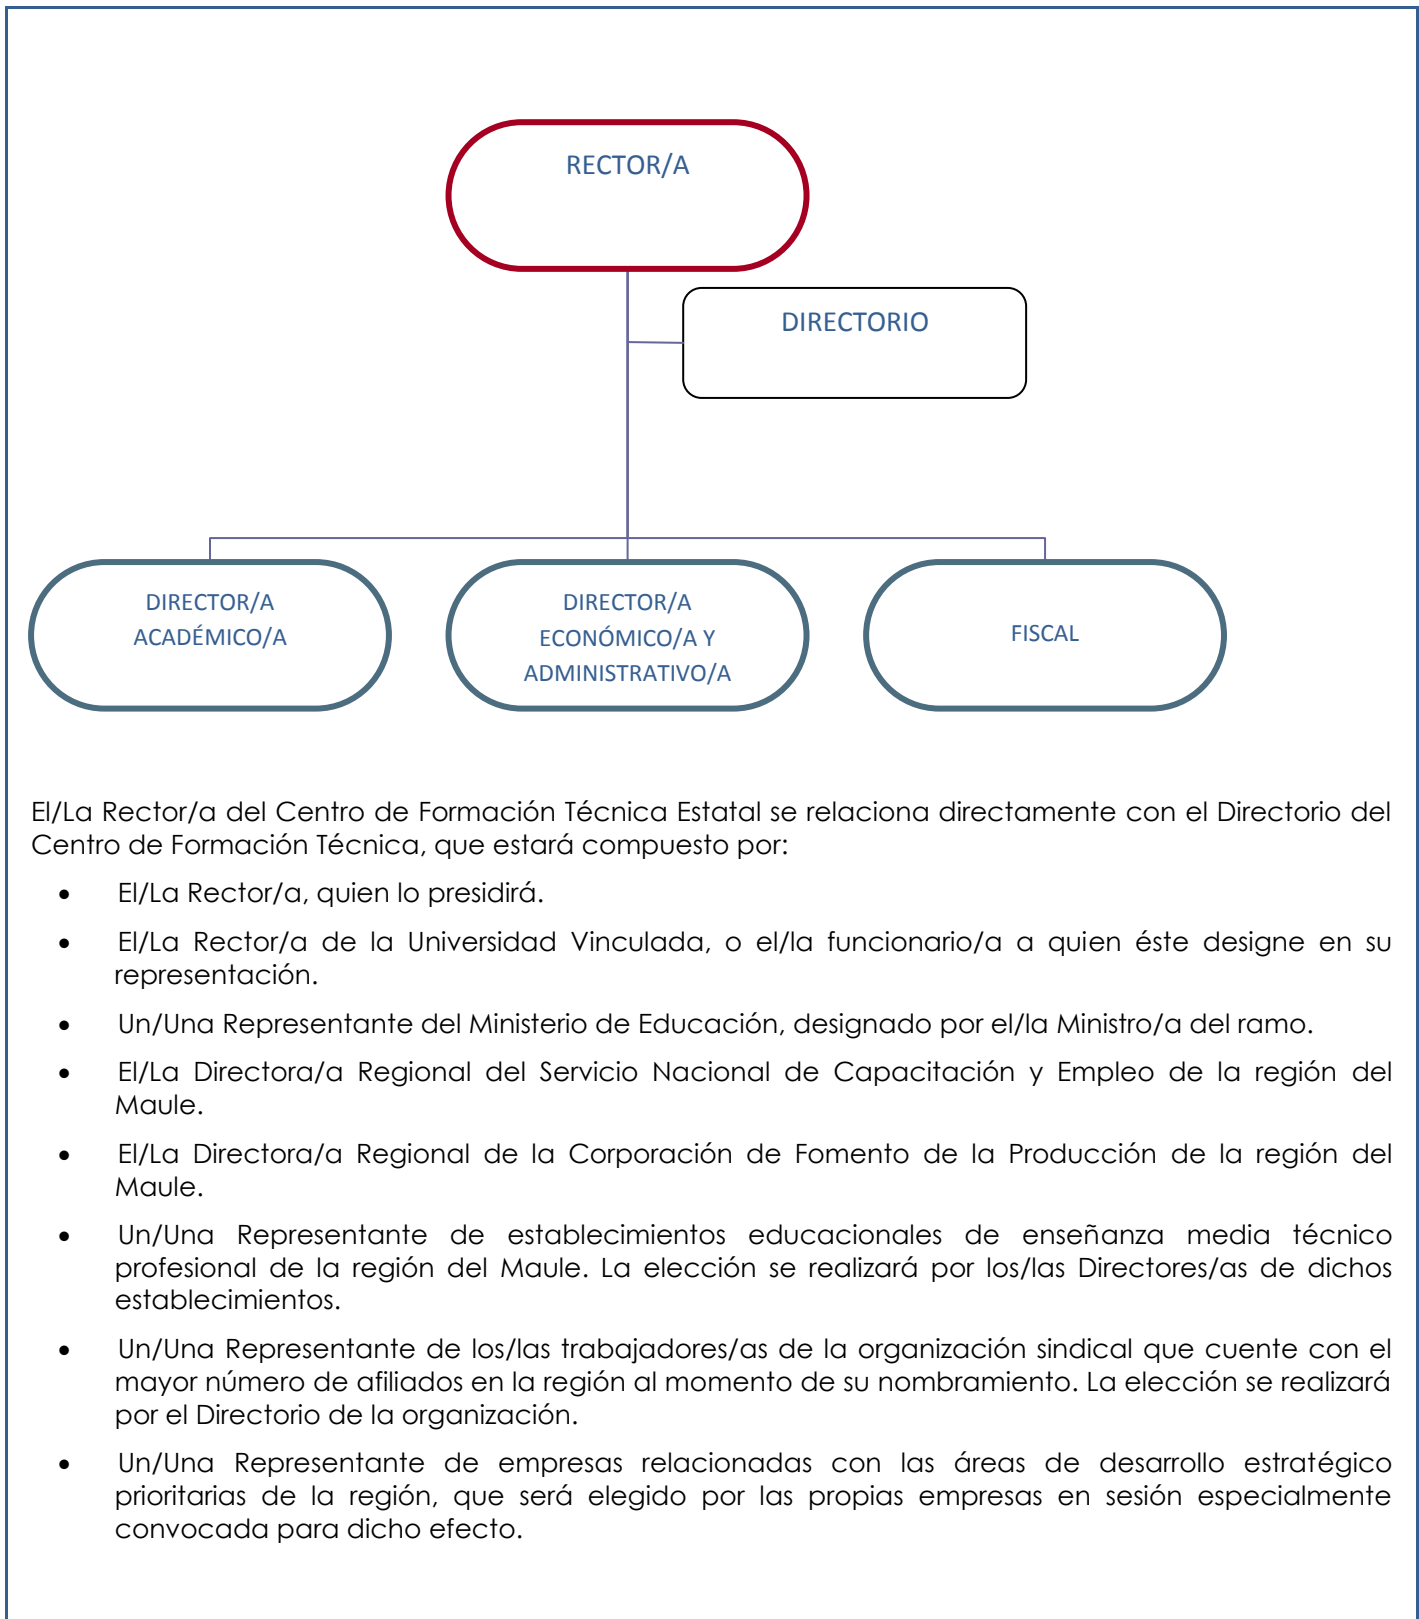 RECTOR/A
DIRECTORIO
DIRECTOR/A
ACADÉMICO/A
DIRECTOR/A
ECONÓMICO/A Y
ADMINISTRATIVO/A
FISCAL
El/La Rector/a del Centro de Formación Técnica Estatal se relaciona directamente con el Directorio del
Centro de Formación Técnica, que estará compuesto por:
• El/La Rector/a, quien lo presidirá.
• El/La Rector/a de la Universidad Vinculada, o el/la funcionario/a a quien éste designe en su
representación.
• Un/Una Representante del Ministerio de Educación, designado por el/la Ministro/a del ramo.
• El/La Directora/a Regional del Servicio Nacional de Capacitación y Empleo de la región del
Maule.
• El/La Directora/a Regional de la Corporación de Fomento de la Producción de la región del
Maule.
• Un/Una Representante de establecimientos educacionales de enseñanza media técnico
profesional de la región del Maule. La elección se realizará por los/las Directores/as de dichos
establecimientos.
• Un/Una Representante de los/las trabajadores/as de la organización sindical que cuente con el
mayor número de afiliados en la región al momento de su nombramiento. La elección se realizará
por el Directorio de la organización.
• Un/Una Representante de empresas relacionadas con las áreas de desarrollo estratégico
prioritarias de la región, que será elegido por las propias empresas en sesión especialmente
convocada para dicho efecto.